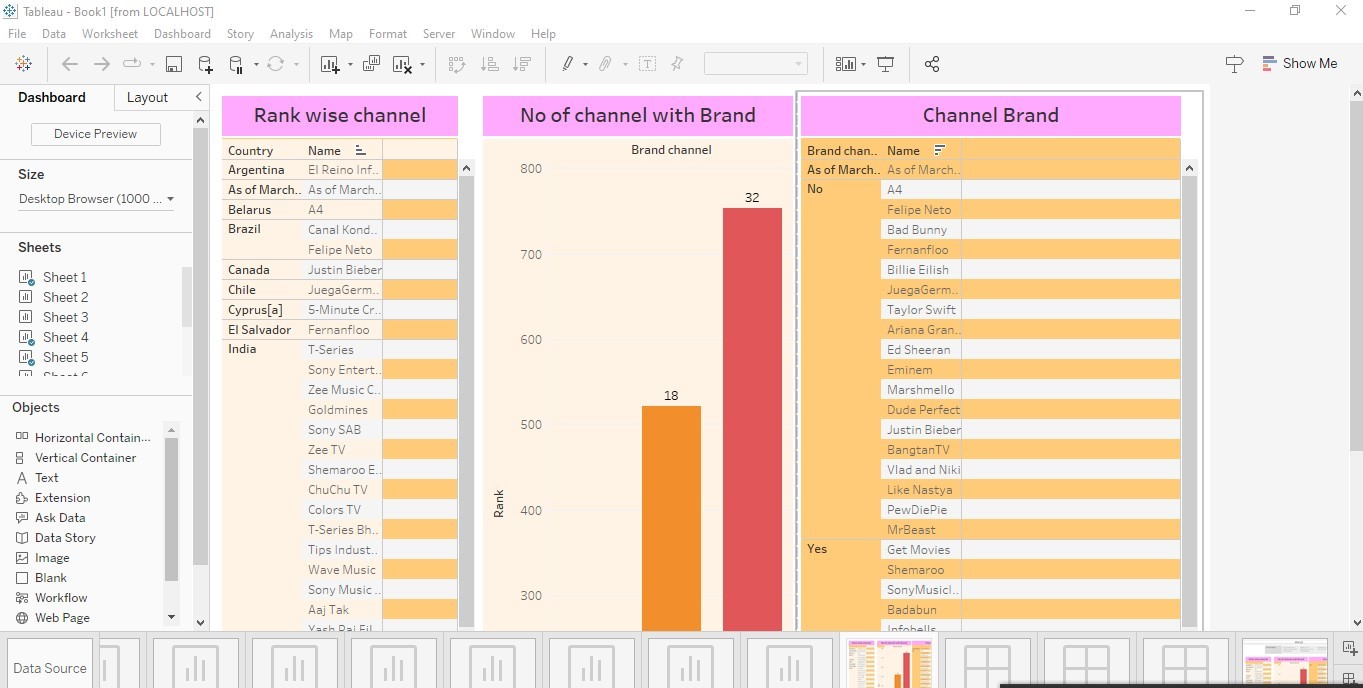 Tableau - Book1 [from LOCALHOST]
File Data Worksheet Dashboard Story Analysis Map Format Server Window Help
Show Me
Dashboard Layout
Device Preview
Size
Desktop Browser (1000 ...
Sheets
Sheet 1
Sheet 2
Sheet 3
Sheet 4
Sheet 5
Objects
Horizontal Contain...
Vertical Container
Text
Extension
Ask Data
Data Story
Image
Blank
Workflow
Web Page
Data Source
Rank wise channel
Country Name
Argentina El Reino Inf..
As of March.. As of March..
Belarus A4
Brazil Canal Kond..
Felipe Neto
Canada Justin Bieber
Chile JuegaGerm..
Cyprus[a] 5-Minute Cr..
El Salvador Fernanfloo
India T-Series
Sony Entert..
Zee Music C..
Goldmines
Sony SAB
Zee TV
Shemaroo E..
ChuChu TV
Colors TV
T-Series Bh..
Tips Indust..
Wave Music
Sony Music ..
Aaj Tak
Yash Raj Fil..
No of channel with Brand
Brand channel
800
700
600
500
400
300
Rank
32
18
Channel Brand
Brand chan.. Name
As of March.. As of March..
No A4
Felipe Neto
Bad Bunny
Fernanfloo
Billie Eilish
JuegaGerm..
Taylor Swift
Ariana Gran..
Ed Sheeran
Eminem
Marshmello
Dude Perfect
Justin Bieber
BangtanTV
Vlad and Niki
Like Nastya
PewDiePie
MrBeast
Yes Get Movies
Shemaroo
SonyMusicI..
Badabun
Infobells